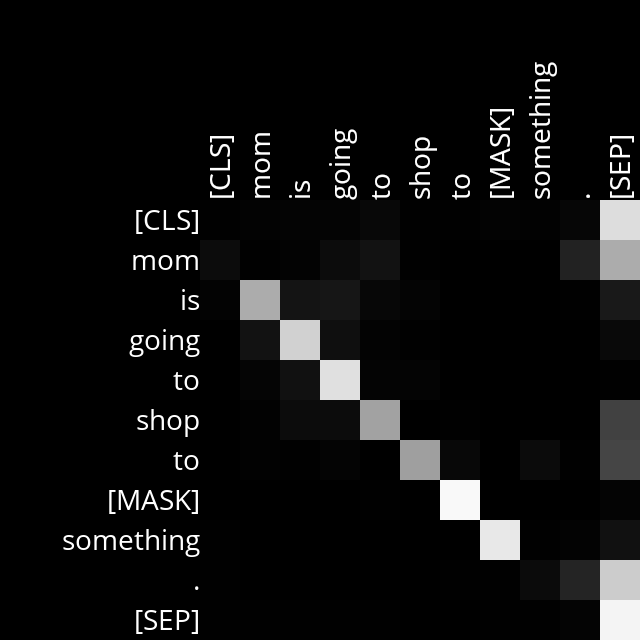 [CLS] mom is going to shop to [MASK] something . [SEP]
[CLS]
mom
is
going
to
shop
to
[MASK]
something
.
[SEP]